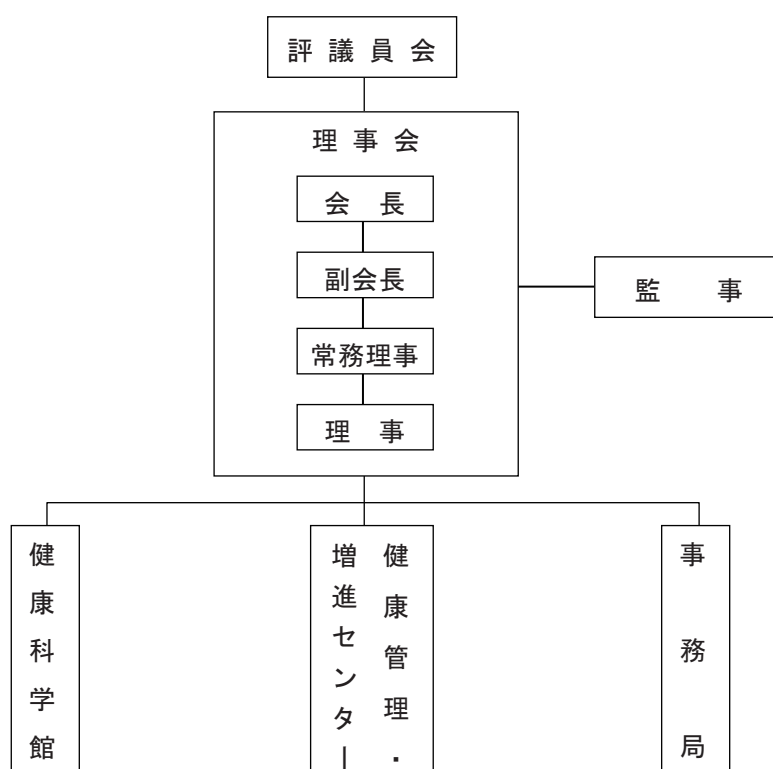 評議員会
理事会
会長
副会長
常務理事
理事
監事
健康科学館
健康管理・
増進センター
事務局